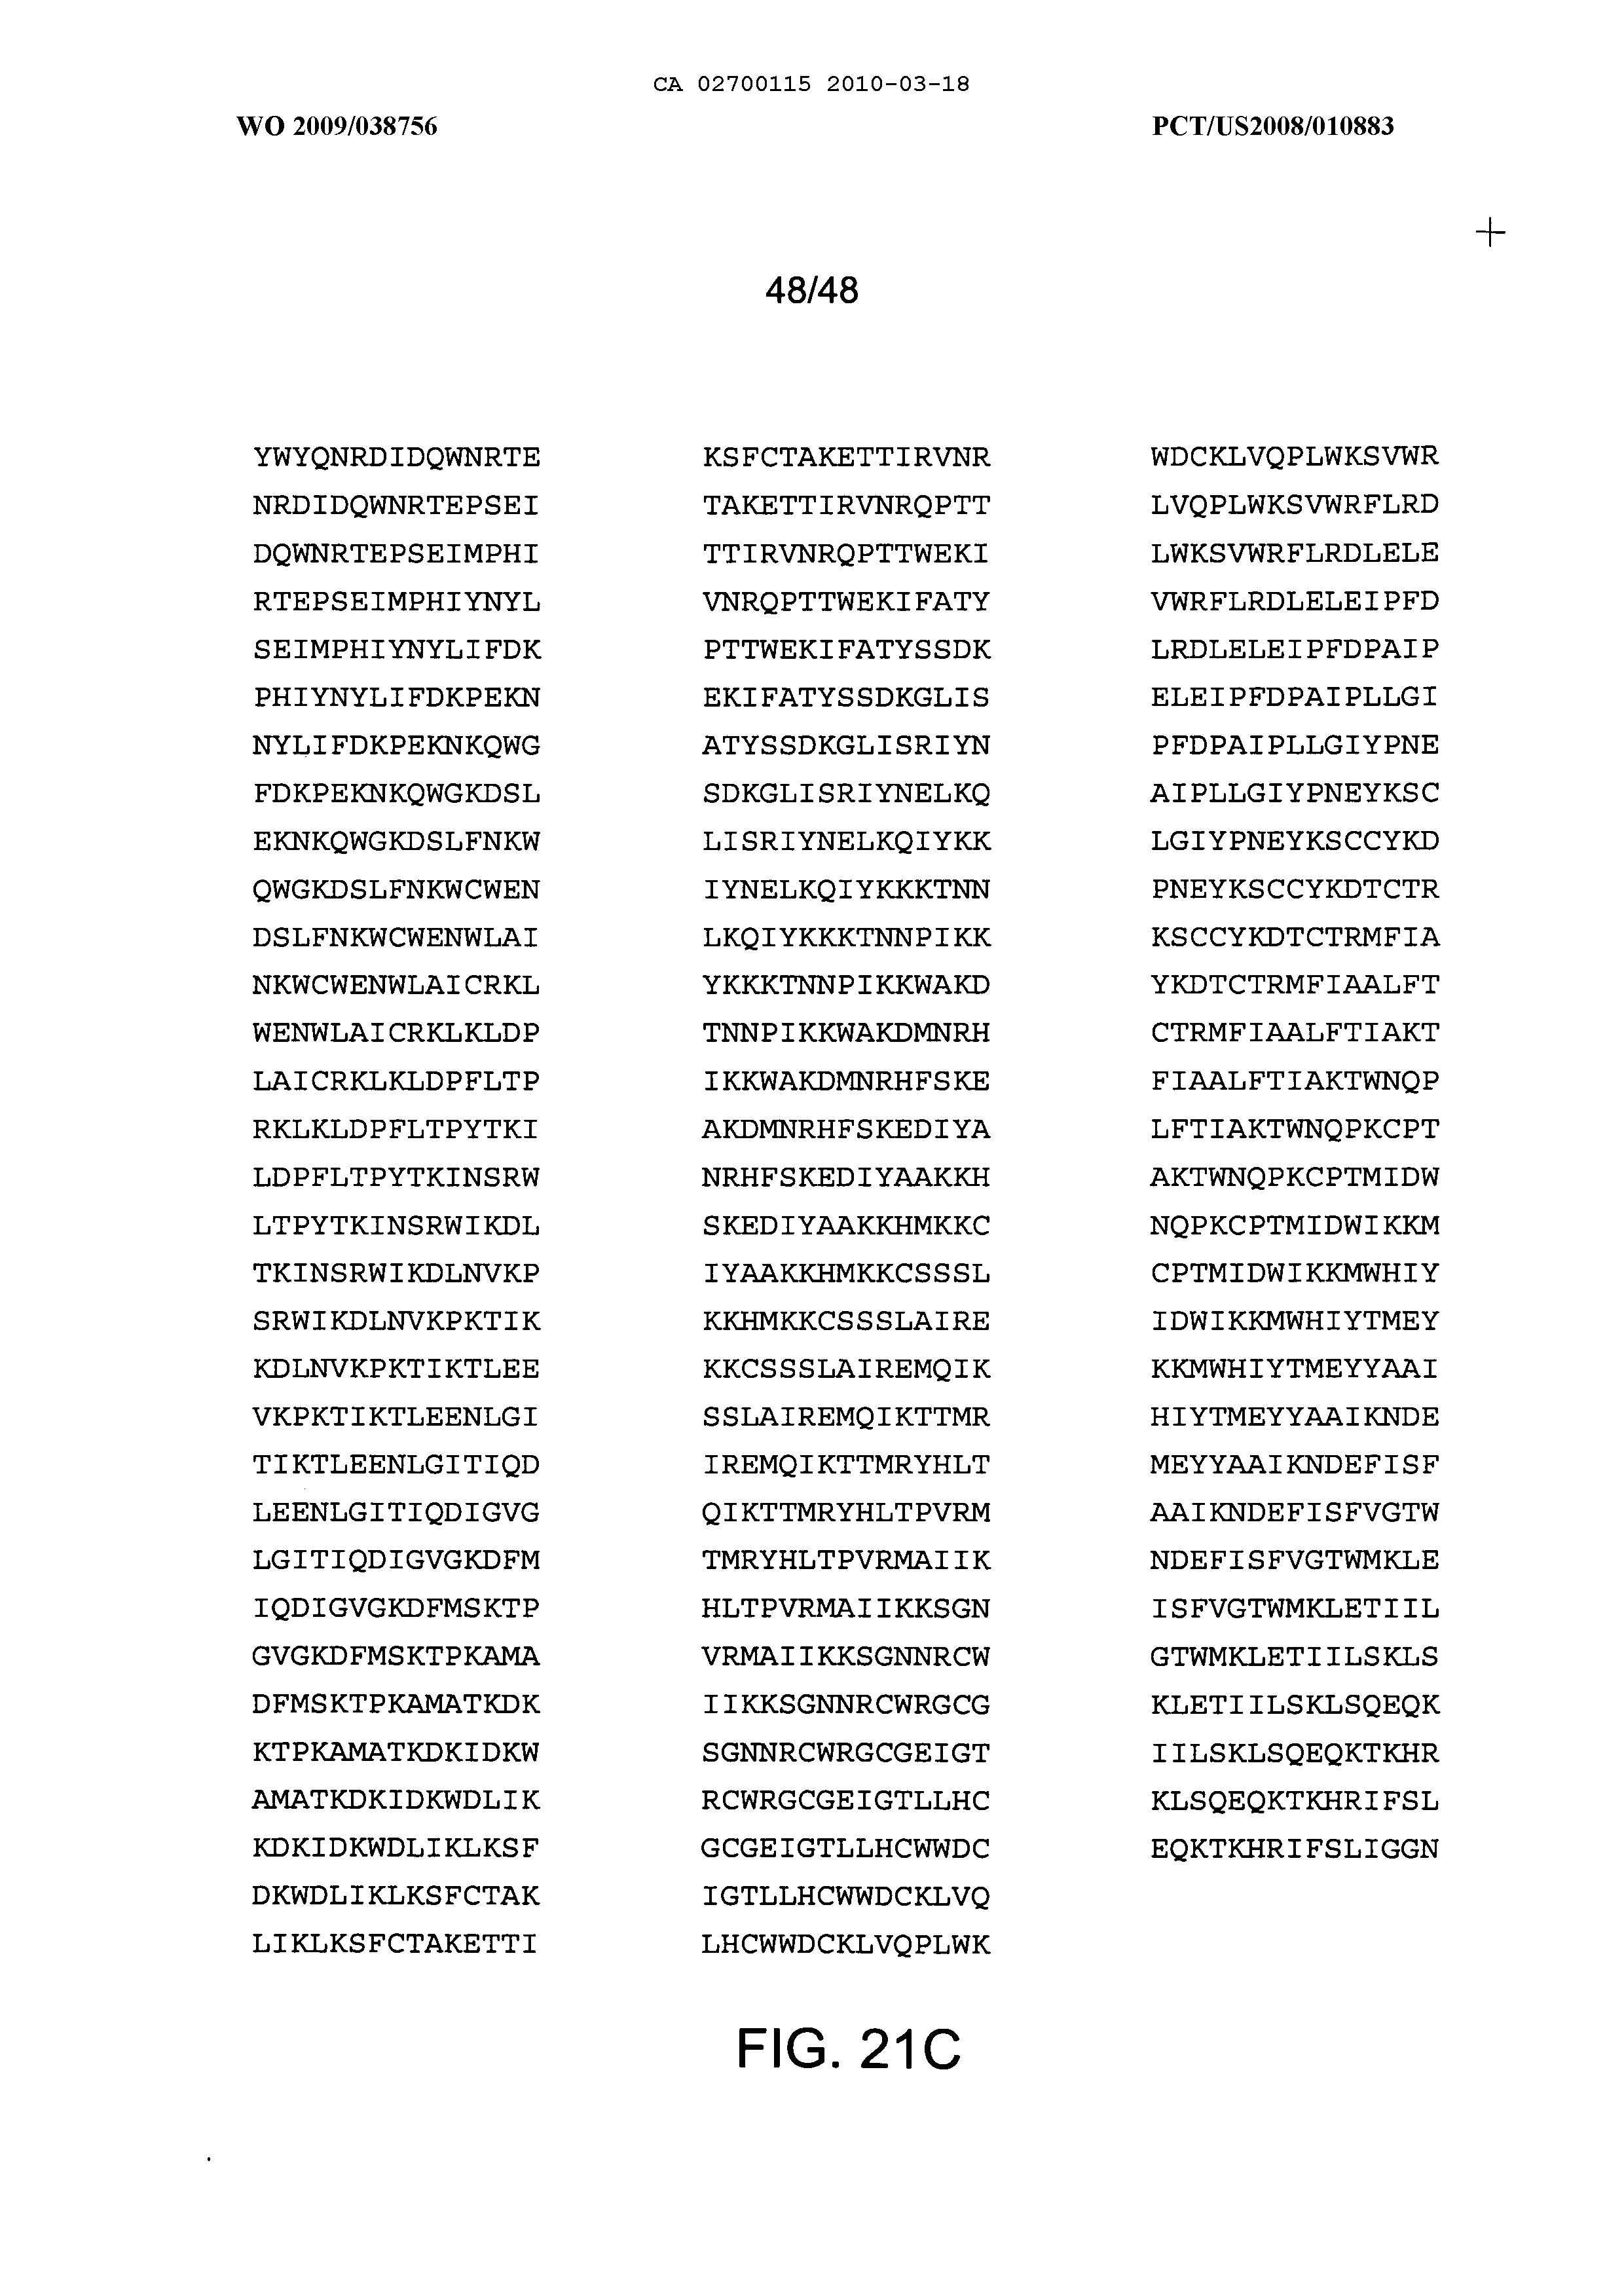 CA 02700115 2010-03-18
WO 2009/038756 PCT/US2008/010883
+
48/48
YWYQNRDIDQWNRTE
NRDIDQWNRTEPSEI
DQWNRTEPSEIMPHI
RTEPSEIMPHIYNYL
SEIMPHIYNYLIFDK
PHIYNYLIFDKPEKN
NYLIFDKPEKNKQWG
FDKPEKNKQWGKDSL
EKNKQWGKDSLFNKW
QWGKDSLFNKWCWEN
DSLFNKWCWENWLAI
NKWCWENWLAICRKL
WENWLAICRKLKLDP
LAICRKLKLDPFLTP
RKLKLDPFLTPYTKI
LDPFLTPYTKINSRW
LTPYTKINSRWIKDL
TKINSRWIKDLNVKP
SRWIKDLNVKPKTIK
KDLNVKPKTIKTLEE
VKPKTIKTLEENLGI
TIKTLEENLGITIQD
LEENLGITIQDIGVG
LGITIQDIGVGKDFM
IQDIGVGKDFMSKTP
GVGKDFMSKTPKAMA
DFMSKTPKAMATKDK
KTPKAMATKDKIDKW
AMATKDKIDKWDLIK
KDKIDKWDLIKLKSF
DKWDLIKLKSFCTAK
LIKLKSFCTAKETTI
KSFCTAKETTIRVNR
TAKETTIRVNRQPTT
TTIRVNRQPTTWEKI
VNRQPTTWEKIFATY
PTTWEKIFATYSSDK
EKIFATYSSDKGLIS
ATYSSDKGLISRIYN
SDKGLISRIYNELKQ
LISRIYNELKQIYKK
IYNELKQIYKKKTNN
LKQIYKKKTNNPIKK
YKKKTNNPIKKWAKD
TNNPIKKWAKDMNRH
IKKWAKDMNRHFSKE
AKDMNRHFSKEDIYA
NRHFSKEDIYAAKKH
SKEDIYAAKKHMKKC
IYAAKKHMKKCSSSL
KKHMKKCSSSLAIRE
KKCSSSLAIREMQIK
SSLAIREMQIKTTMR
IREMQIKTTMRYHLT
QIKTTMRYHLTPVRM
TMRYHLTPVRMAIIK
HLTPVRMAIIKKSGN
VRMAIIKKSGNNRCW
IIKKSGNNRCWRGCG
SGNNRCWRGCGEIGT
RCWRGCGEIGTLLHC
GCGEIGTLLHCWWDC
IGTLLHCWWDCKLVQ
LHCWWDCKLVQPLWK
WDCKLVQPLWKSVWR
LVQPLWKSVWRFLRD
LWKSVWRFLRDLELE
VWRFLRDLELEIPFD
LRDLELEIPFDPAIP
ELEIPFDPAIPLLGI
PFDPAIPLLGIYPNE
AIPLLGIYPNEYKSC
LGIYPNEYKSCCYKD
PNEYKSCCYKDTCTR
KSCCYKDTCTRMFIA
YKDTCTRMFIAALFT
CTRMFIAALFTIAKT
FIAALFTIAKTWNQP
LFTIAKTWNQPKCPT
AKTWNQPKCPTMIDW
NQPKCPTMIDWIKKM
CPTMIDWIKKMWHIY
IDWIKKMWHIYTMEY
KKMWHIYTMEYYAAI
HIYTMEYYAAIKNDE
MEYYAAIKNDEFISF
AAIKNDEFISFVGTW
NDEFISFVGTWMKLE
ISFVGTWMKLETIIL
GTWMKLETIILSKLS
KLETIILSKLSQEQK
IILSKLSQEQKTKHR
KLSQEQKTKHRIFSL
EQKTKHRIFSLIGGN
FIG. 21C